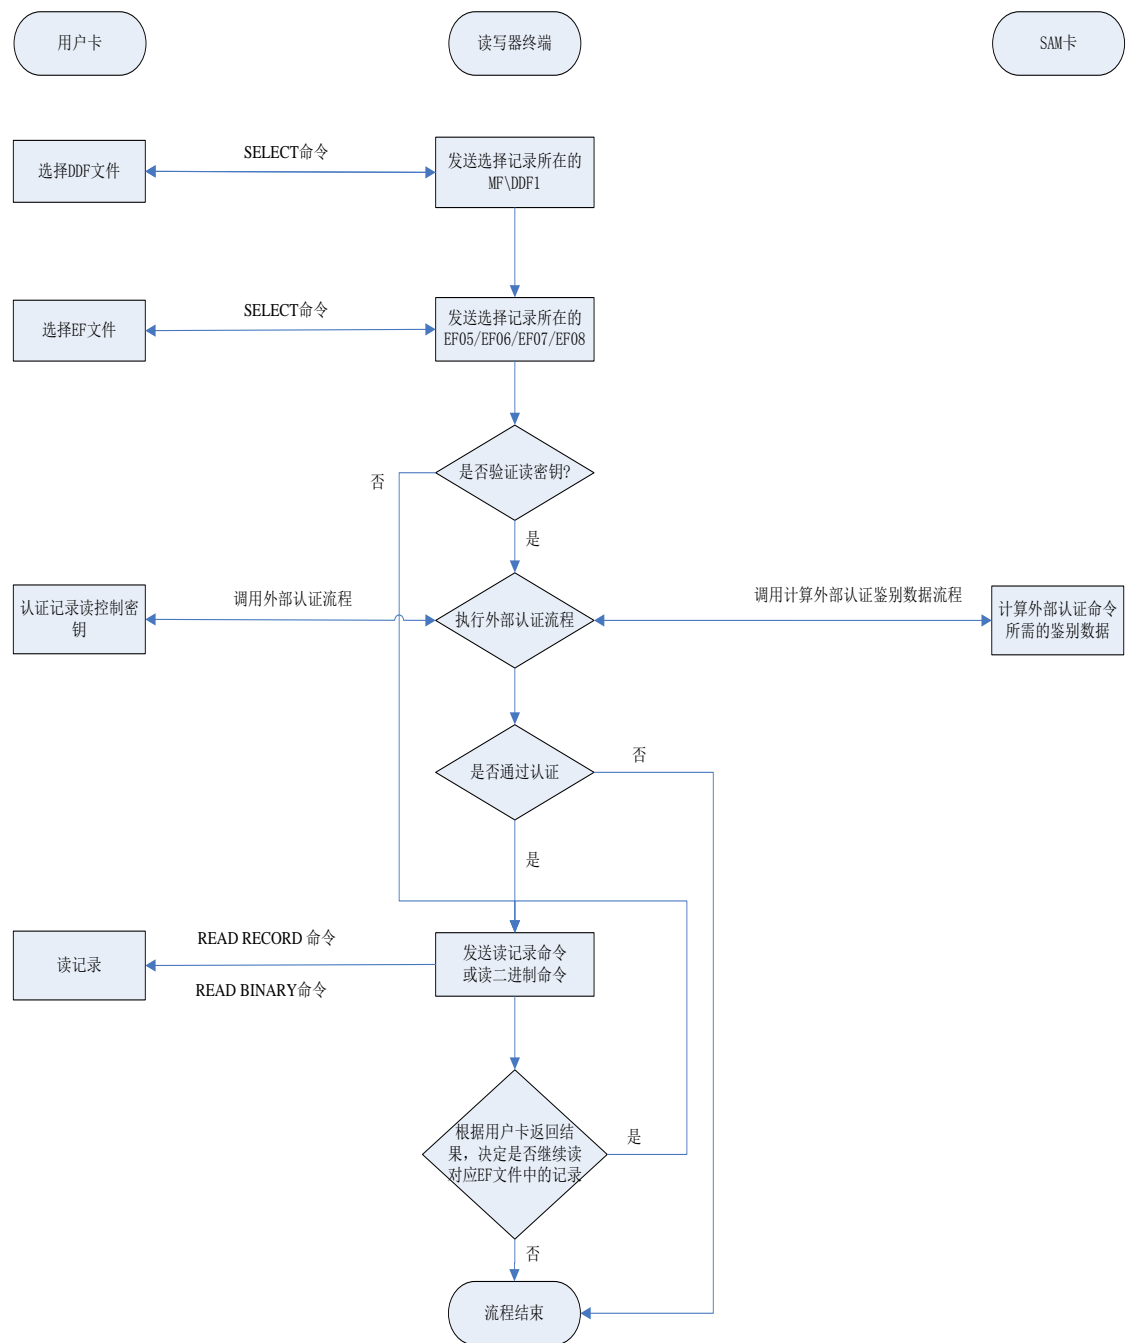 用户卡
读写器终端
SAM卡
SELECT命令
选择DDF文件
发送选择记录所在的
MF\DDF1
SELECT命令
选择EF文件
发送选择记录所在的
EF05/EF06/EF07/EF08
是否验证读密钥?
否
是
调用外部认证流程
调用计算外部认证鉴别数据流程
认证记录读控制密
钥
执行外部认证流程
计算外部认证命令
所需的鉴别数据
否
是否通过认证
是
READ RECORD 命令
读记录
发送读记录命令
或读二进制命令
READ BINARY命令
根据用户卡返回结
果，决定是否继续读
对应EF文件中的记录
是
否
流程结束